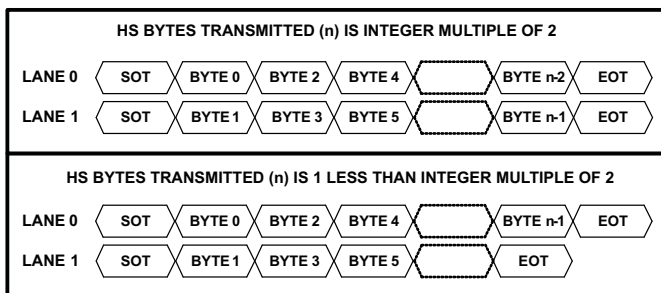 HS BYTES TRANSMITTED (n) IS INTEGER MULTIPLE OF 2
LANE 0 SOT BYTE 0 BYTE 2 BYTE 4 BYTE n-2 EOT
LANE 1 SOT BYTE 1 BYTE 3 BYTE 5 BYTE n-1 EOT
HS BYTES TRANSMITTED (n) IS 1 LESS THAN INTEGER MULTIPLE OF 2
LANE 0 SOT BYTE 0 BYTE 2 BYTE 4 BYTE n-1 EOT
LANE 1 SOT BYTE 1 BYTE 3 BYTE 5 EOT